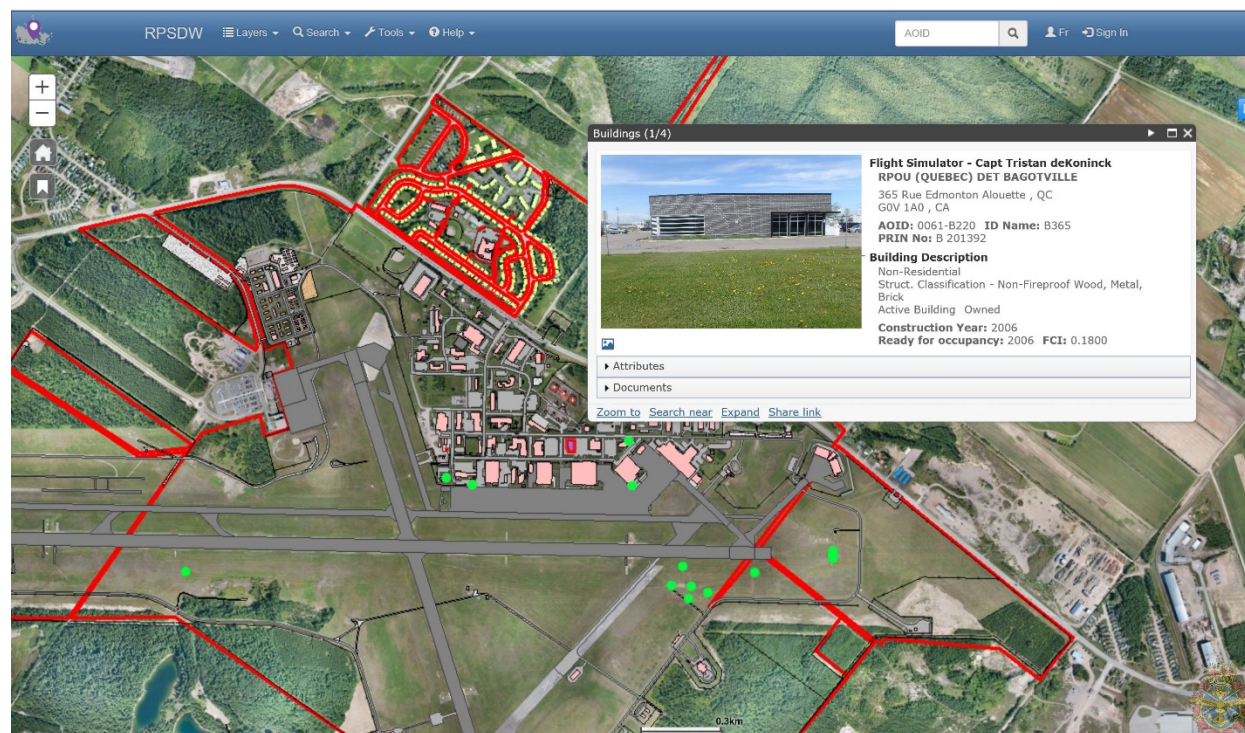 RPSDW Layers Search Tools Help AOID Fr Sign In
Buildings (1/4)
Flight Simulator - Capt Tristan deKoninck
RPOU (QUEBEC) DET BAGOTVILLE
365 Rue Edmonton Alouette , QC
G0V 1A0 , CA
AOID: 0061-B220 ID Name: B365
PRIN No: B 201392
Building Description
Non-Residential
Struct. Classification - Non-Fireproof Wood, Metal,
Brick
Active Building Owned
Construction Year: 2006
Ready for occupancy: 2006 FCI: 0.1800
Attributes
Documents
Zoom to Search near Expand Share link
0.3km